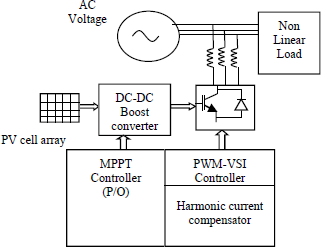 AC
Voltage
Non
Linear
Load
DC-DC
Boost
converter
PV cell array
MPPT
Controller
(P/O)
PWM-VSI
Controller
Harmonic current
compensator